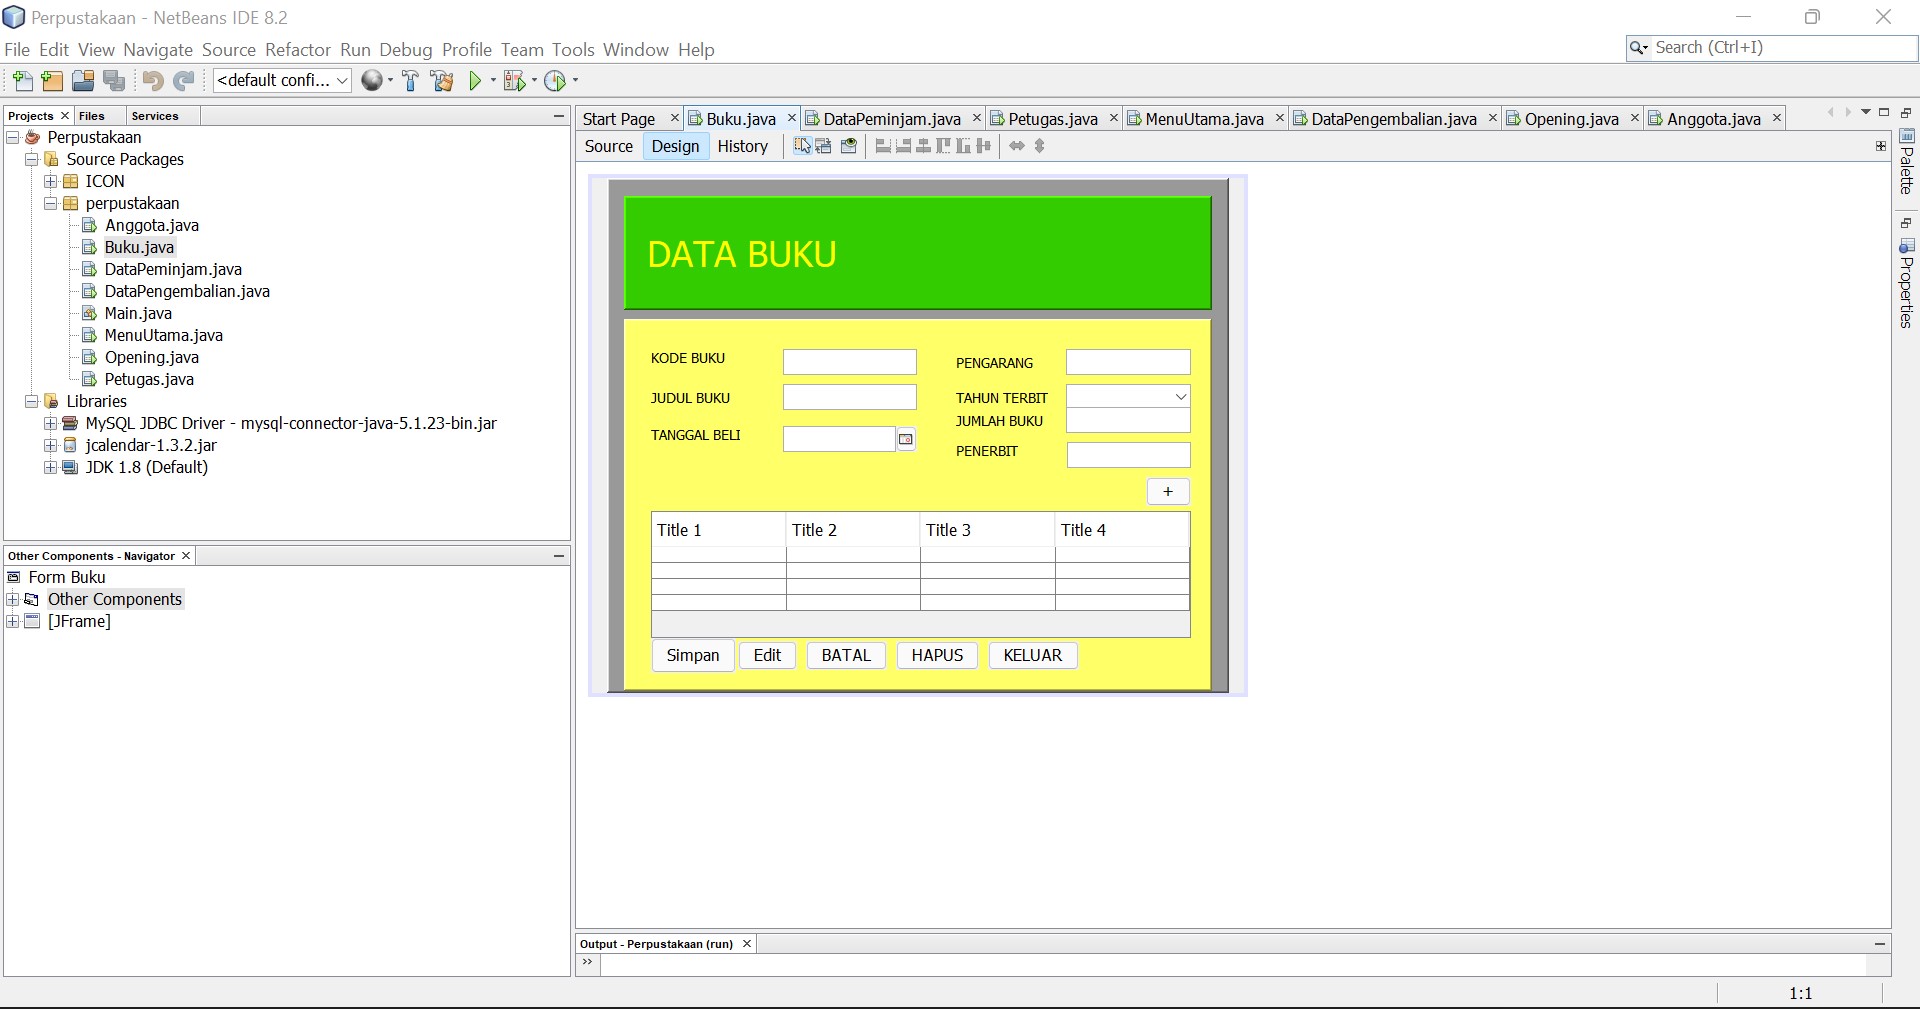 Perpustakaan - NetBeans IDE 8.2
File Edit View Navigate Source Refactor Run Debug Profile Team Tools Window Help
Search (Ctrl+I)
<default confi...
Projects
Files
Services
Perpustakaan
Source Packages
ICON
perpustakaan
Anggota.java
Buku.java
DataPeminjam.java
DataPengembalian.java
Main.java
MenuUtama.java
Opening.java
Petugas.java
Libraries
MySQL JDBC Driver - mysql-connector-java-5.1.23-bin.jar
jcalendar-1.3.2.jar
JDK 1.8 (Default)
Other Components - Navigator
Form Buku
Other Components
[JFrame]
Start Page
Buku.java
DataPeminjam.java
Petugas.java
MenuUtama.java
DataPengembalian.java
Opening.java
Anggota.java
Source Design History
DATA BUKU
KODE BUKU
PENGARANG
JUDUL BUKU
TAHUN TERBIT
JUMLAH BUKU
TANGGAL BELI
PENERBIT
+
Title 1 Title 2 Title 3 Title 4
Simpan Edit BATAL HAPUS KELUAR
Palette
Properties
Output - Perpustakaan (run)
>>
1:1